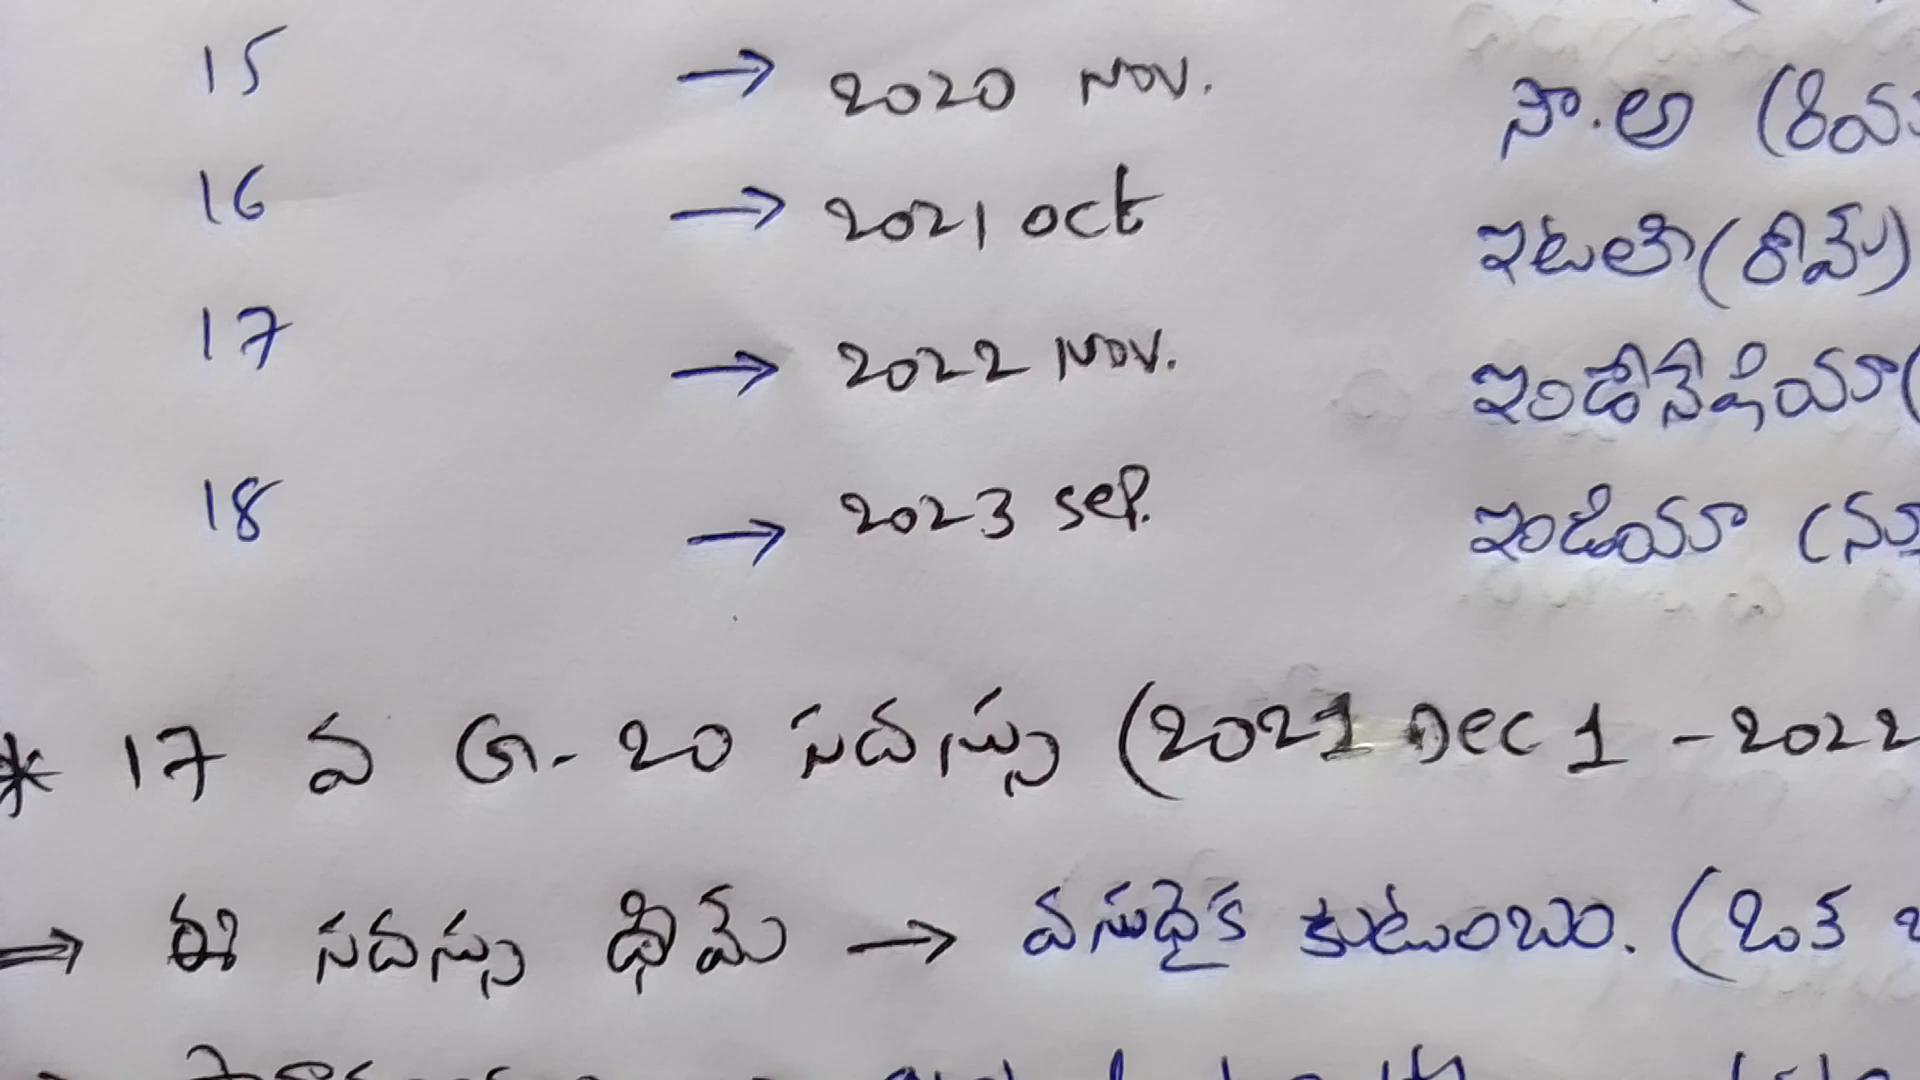 15 → 2020 Nov. సా.అ (రియా
16 → 2021 oct ఇటలీ (రోమ్)
17 → 2022 Nov. ఇండోనేషియా (
18 → 2023 sep. ఇండియా (న్యూ
* 17 వ G-20 సదస్సు (2021 Dec 1 - 2022
→ ఈ సదస్సు థీమ్ → వసుధైక కుటుంబం. (ఒకే